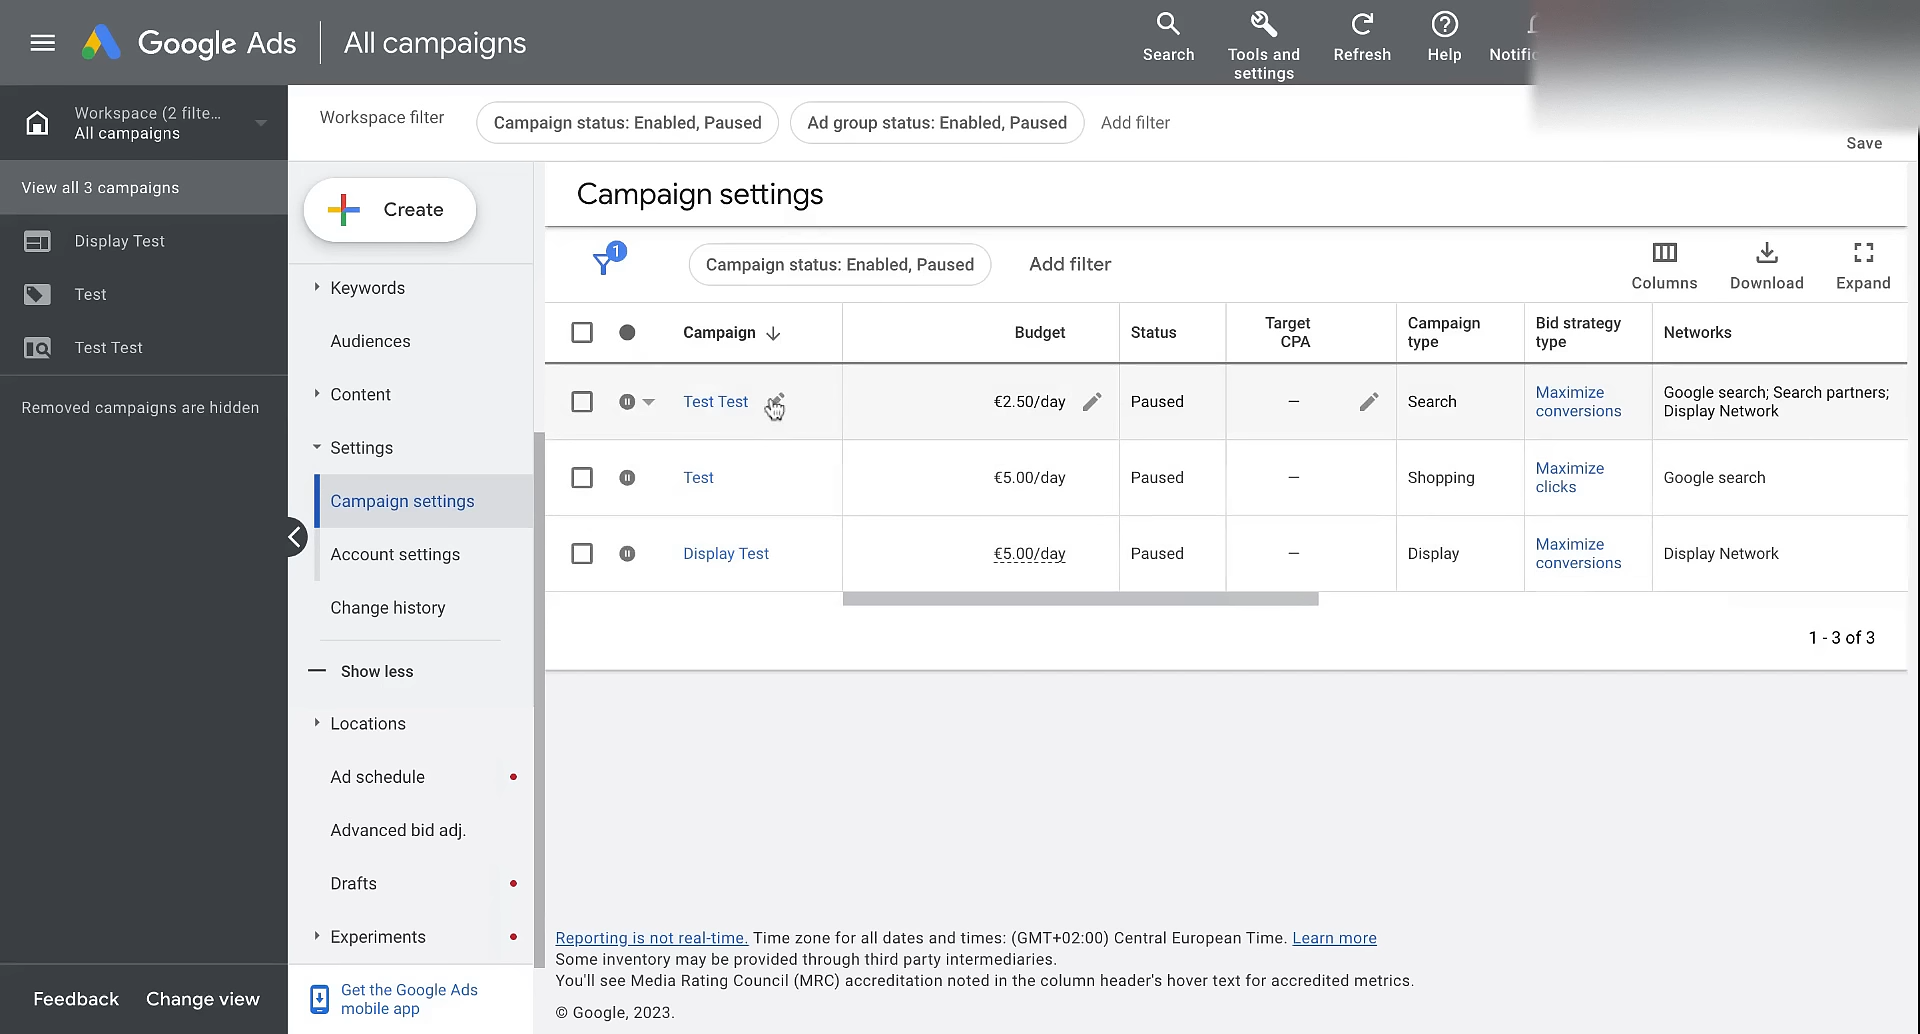 Google Ads
All campaigns
Search
Tools and
settings
Refresh
Help
Workspace (2 filte...
All campaigns
View all 3 campaigns
Display Test
Test
Test Test
Removed campaigns are hidden
Feedback
Change view
Workspace filter
Campaign status: Enabled, Paused
Ad group status: Enabled, Paused
Add filter
Save
Create
Keywords
Audiences
Content
Settings
Campaign settings
Account settings
Change history
Show less
Locations
Ad schedule
Advanced bid adj.
Drafts
Experiments
Get the Google Ads
mobile app
Campaign settings
1
Campaign status: Enabled, Paused
Add filter
Columns
Download
Expand
Campaign
Budget
Status
Target
CPA
Campaign
type
Bid strategy
type
Networks
Test Test
€2.50/day
Paused
—
Search
Maximize
conversions
Google search; Search partners;
Display Network
Test
€5.00/day
Paused
—
Shopping
Maximize
clicks
Google search
Display Test
€5.00/day
Paused
—
Display
Maximize
conversions
Display Network
1 - 3 of 3
Reporting is not real-time. Time zone for all dates and times: (GMT+02:00) Central European Time. Learn more
Some inventory may be provided through third party intermediaries.
You'll see Media Rating Council (MRC) accreditation noted in the column header's hover text for accredited metrics.
© Google, 2023.